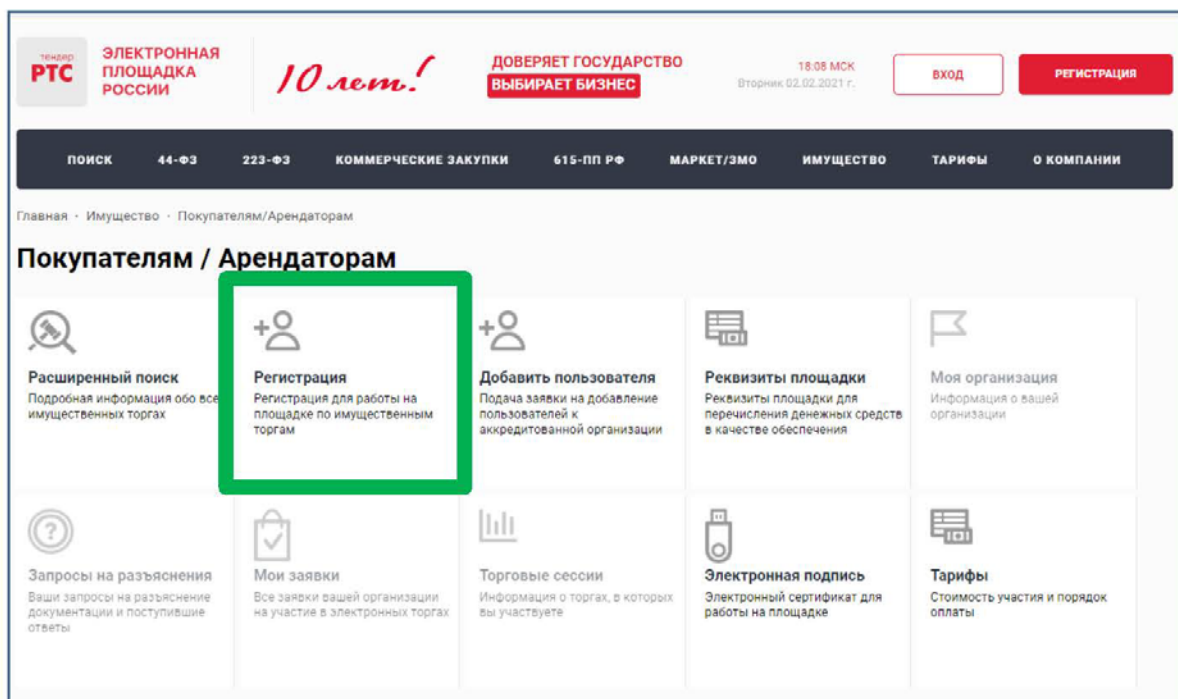 тендер
РТС
ЭЛЕКТРОННАЯ
ПЛОЩАДКА
РОССИИ
10 лет!
ДОВЕРЯЕТ ГОСУДАРСТВО
ВЫБИРАЕТ БИЗНЕС
18:08 МСК
Вторник 02.02.2021 г.
ВХОД
РЕГИСТРАЦИЯ
ПОИСК 44-ФЗ 223-ФЗ КОММЕРЧЕСКИЕ ЗАКУПКИ 615-ПП РФ МАРКЕТ/ЗМО ИМУЩЕСТВО ТАРИФЫ О КОМПАНИИ
Главная · Имущество · Покупателям/Арендаторам
Покупателям / Арендаторам
Расширенный поиск
Подробная информация обо все
имущественных торгах
Регистрация
Регистрация для работы на
площадке по имущественным
торгам
Добавить пользователя
Подача заявки на добавление
пользователей к
аккредитованной организации
Реквизиты площадки
Реквизиты площадки для
перечисления денежных средств
в качестве обеспечения
Моя организация
Информация о вашей
организации
Запросы на разъяснения
Ваши запросы на разъяснение
документации и поступившие
ответы
Мои заявки
Все заявки вашей организации
на участие в электронных торгах
Торговые сессии
Информация о торгах, в которых
вы участвуете
Электронная подпись
Электронный сертификат для
работы на площадке
Тарифы
Стоимость участия и порядок
оплаты